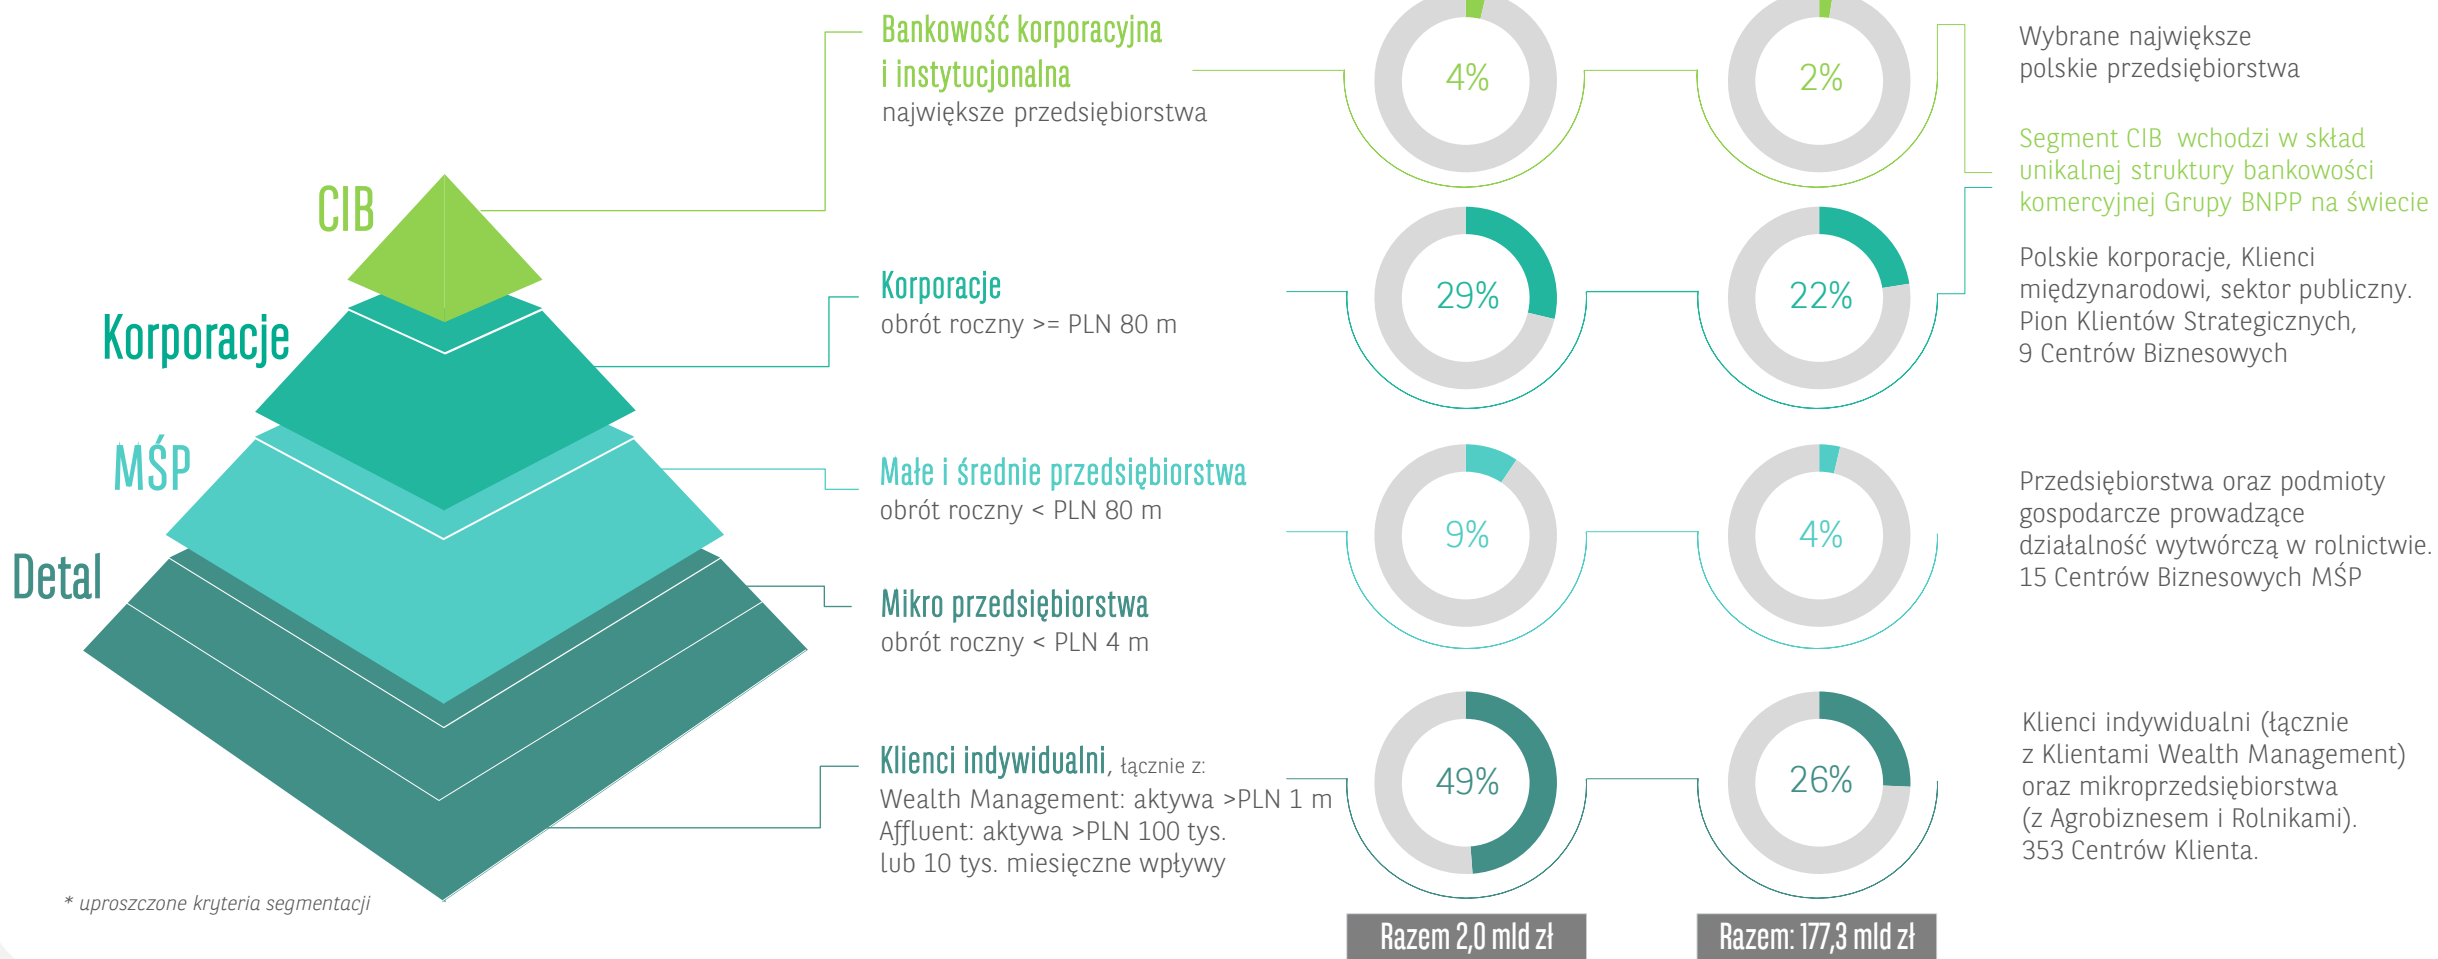 Bankowość korporacyjna
i instytucjonalna
największe przedsiębiorstwa
4%
2%
Wybrane największe
polskie przedsiębiorstwa
Segment CIB wchodzi w skład
unikalnej struktury bankowości
komercyjnej Grupy BNPP na świecie
CIB
Korporacje
Korporacje
obrót roczny >= PLN 80 m
29%
22%
Polskie korporacje, Klienci
międzynarodowi, sektor publiczny.
Pion Klientów Strategicznych,
9 Centrów Biznesowych
MŚP
Małe i średnie przedsiębiorstwa
obrót roczny < PLN 80 m
9%
4%
Przedsiębiorstwa oraz podmioty
gospodarcze prowadzące
działalność wytwórczą w rolnictwie.
15 Centrów Biznesowych MŚP
Detal
Mikro przedsiębiorstwa
obrót roczny < PLN 4 m
Klienci indywidualni, łącznie z:
Wealth Management: aktywa >PLN 1 m
Affluent: aktywa >PLN 100 tys.
lub 10 tys. miesięczne wpływy
49%
26%
Klienci indywidualni (łącznie
z Klientami Wealth Management)
oraz mikroprzedsiębiorstwa
(z Agrobiznesem i Rolnikami).
353 Centrów Klienta.
* uproszczone kryteria segmentacji
Razem 2,0 mld zł
Razem: 177,3 mld zł